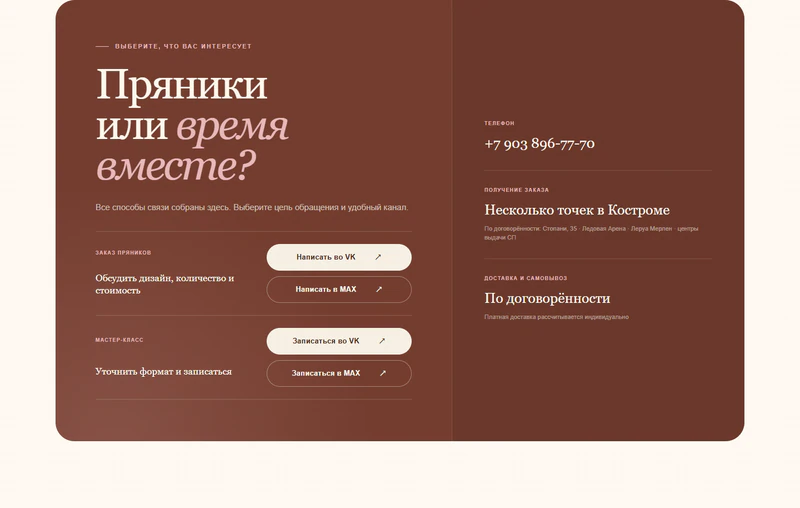 ВЫБЕРИТЕ, ЧТО ВАС ИНТЕРЕСУЕТ
Пряники
или время
вместе?
Все способы связи собраны здесь. Выберите цель обращения и удобный канал.
ЗАКАЗ ПРЯНИКОВ
Обсудить дизайн, количество и
стоимость
Написать во VK ↗
Написать в MAX ↗
МАСТЕР-КЛАСС
Уточнить формат и записаться
Записаться во VK ↗
Записаться в MAX ↗
ТЕЛЕФОН
+7 903 896-77-70
ПОЛУЧЕНИЕ ЗАКАЗА
Несколько точек в Костроме
По договорённости: Стопани, 35 · Ледовая Арена · Леруа Мерлен · центры
выдачи СП
ДОСТАВКА И САМОВЫВОЗ
По договорённости
Платная доставка рассчитывается индивидуально